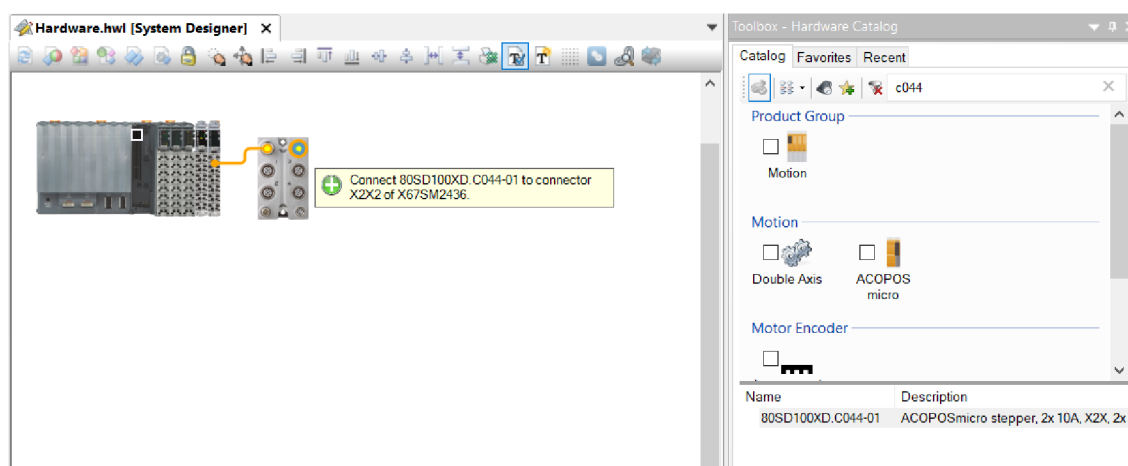 Hardware.hwl [System Designer]
Toolbox - Hardware Catalog
Catalog Favorites Recent
c044
Product Group
Motion
Motion
Double Axis
ACOPOS
micro
Motor Encoder
Connect 80SD100XD.C044-01 to connector
X2X2 of X67SM2436.
Name Description
80SD100XD.C044-01 ACOPOSmicro stepper, 2x 10A, X2X, 2x